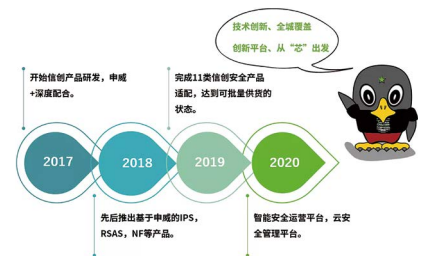 技术创新、全城覆盖
创新平台、从“芯”出发
开始信创产品研发，申威
+深度配合。
完成11类信创安全产品
适配，达到可批量供货的
状态。
2017
2018
2019
2020
先后推出基于申威的IPS，
RSAS，NF等产品。
智能安全运营平台，云安
全管理平台。